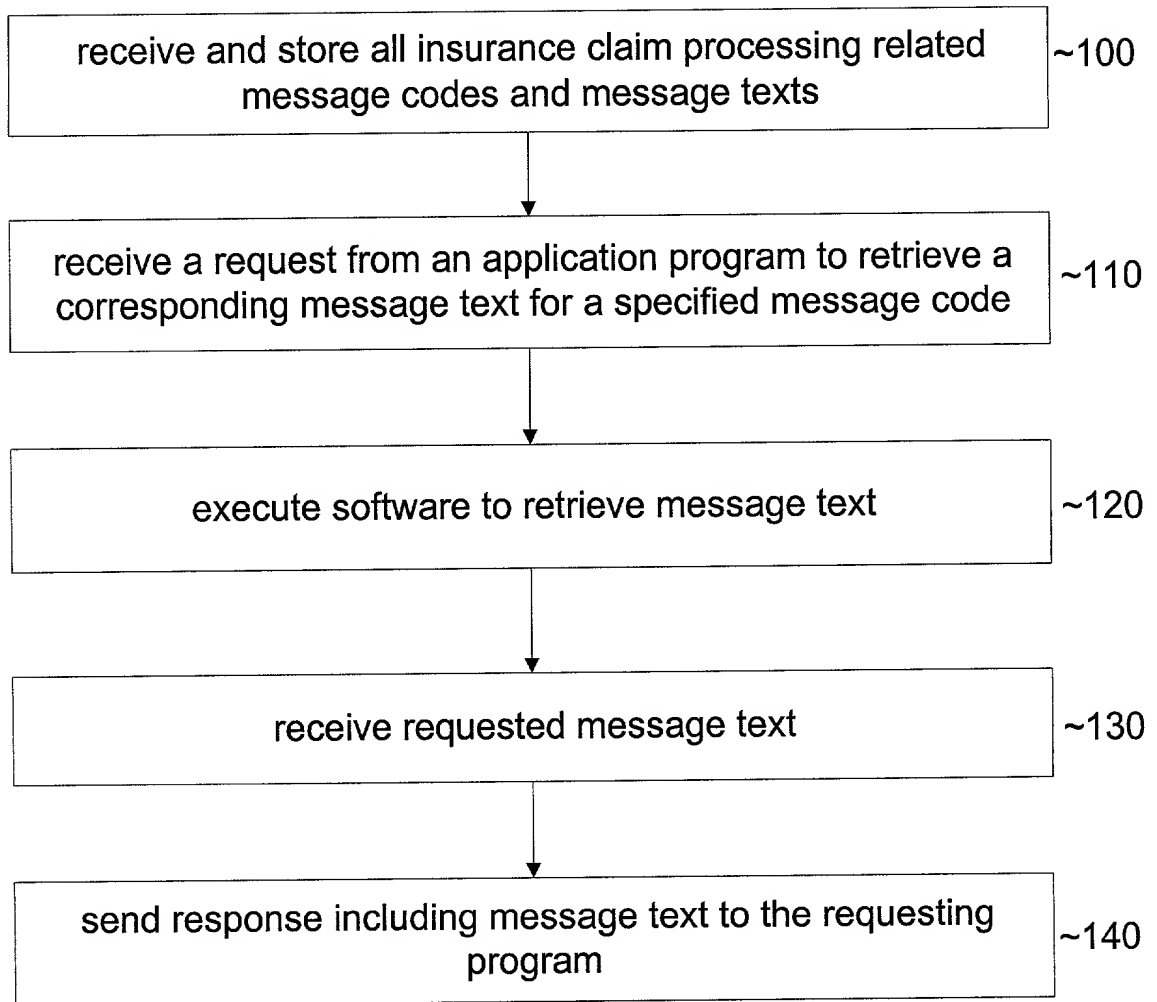 receive and store all insurance claim processing related
message codes and message texts
~100
receive a request from an application program to retrieve a
corresponding message text for a specified message code
~110
execute software to retrieve message text
~120
receive requested message text
~130
send response including message text to the requesting
program
~140